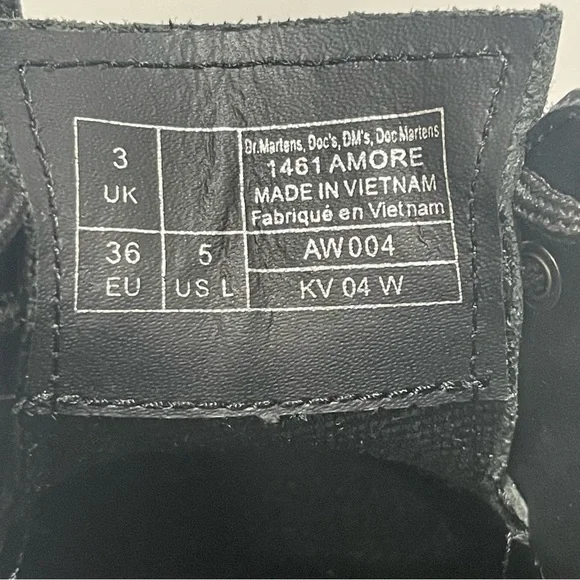 3
UK
Dr.Martens, Doc's, DM's, Doc Martens
1461 AMORE
MADE IN VIETNAM
Fabriqué en Vietnam
36
EU
5
US L
AW004
KV 04 W